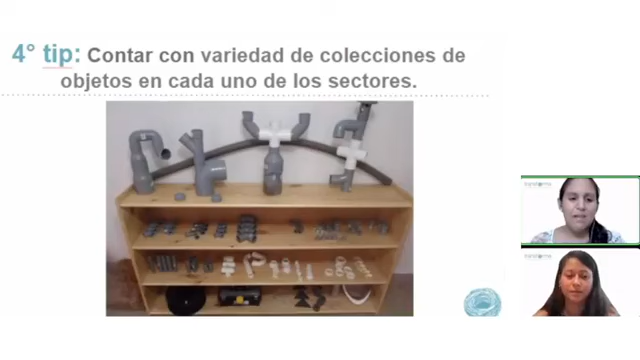 4° tip: Contar con variedad de colecciones de
objetos en cada uno de los sectores.